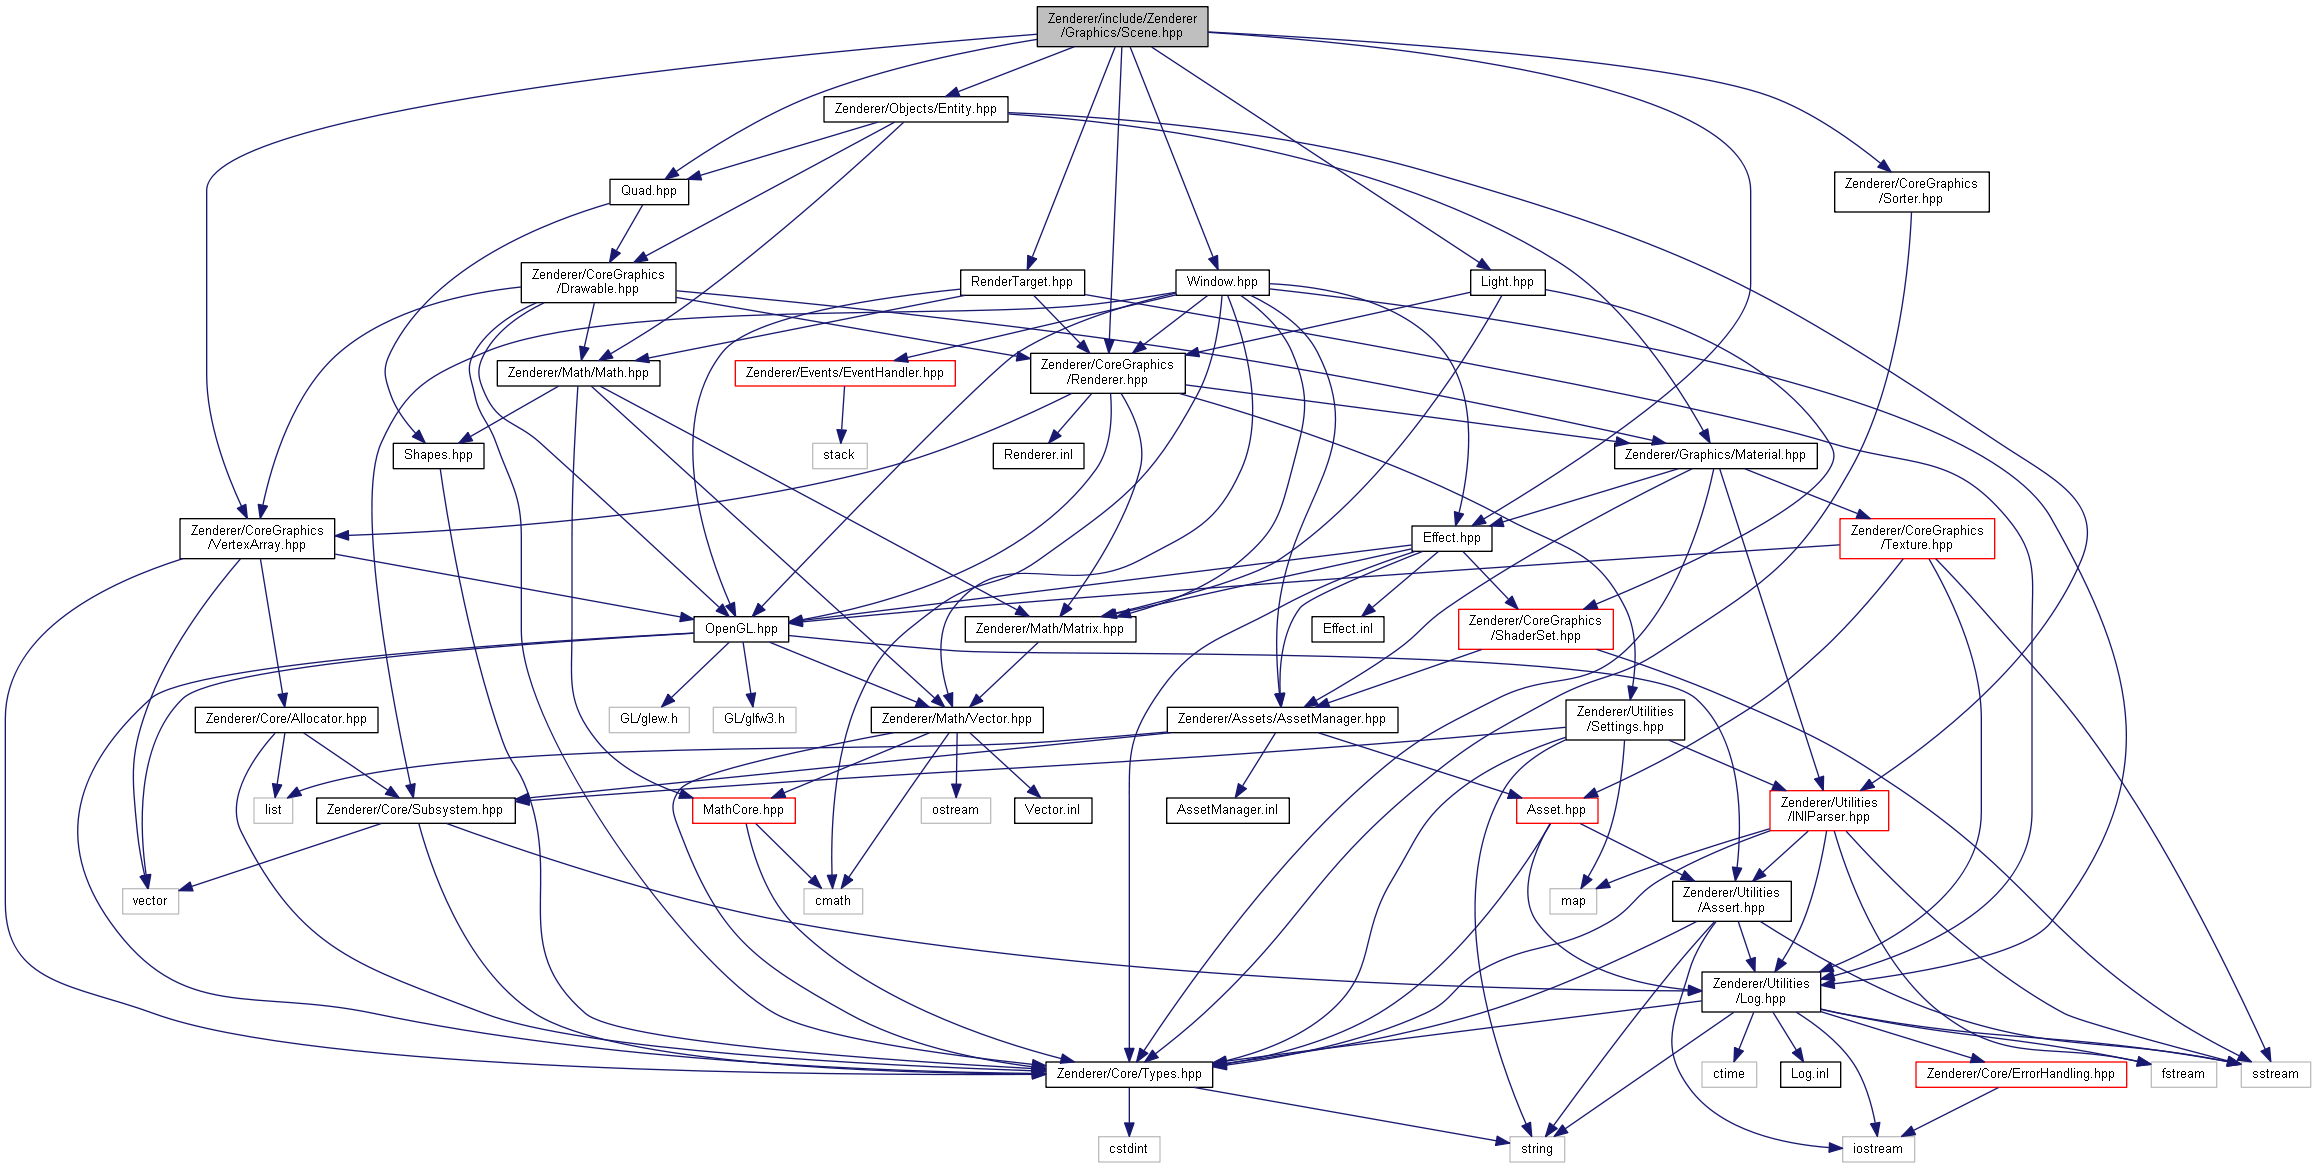 Zenderer/include/Zenderer
/Graphics/Scene.hpp
Zenderer/Objects/Entity.hpp
Quad.hpp
Zenderer/CoreGraphics
/Sorter.hpp
Zenderer/CoreGraphics
/Drawable.hpp
RenderTarget.hpp
Window.hpp
Light.hpp
Zenderer/Math/Math.hpp
Zenderer/Events/EventHandler.hpp
Zenderer/CoreGraphics
/Renderer.hpp
Shapes.hpp
stack
Renderer.inl
Zenderer/Graphics/Material.hpp
Zenderer/CoreGraphics
/VertexArray.hpp
Effect.hpp
Zenderer/CoreGraphics
/Texture.hpp
OpenGL.hpp
Zenderer/Math/Matrix.hpp
Effect.inl
Zenderer/CoreGraphics
/ShaderSet.hpp
Zenderer/Core/Allocator.hpp
GL/glew.h
GL/glfw3.h
Zenderer/Math/Vector.hpp
Zenderer/Assets/AssetManager.hpp
Zenderer/Utilities
/Settings.hpp
list
Zenderer/Core/Subsystem.hpp
MathCore.hpp
ostream
Vector.inl
AssetManager.inl
Asset.hpp
Zenderer/Utilities
/INIParser.hpp
vector
cmath
map
Zenderer/Utilities
/Assert.hpp
Zenderer/Utilities
/Log.hpp
Zenderer/Core/Types.hpp
ctime
Log.inl
Zenderer/Core/ErrorHandling.hpp
fstream
sstream
cstdint
string
iostream